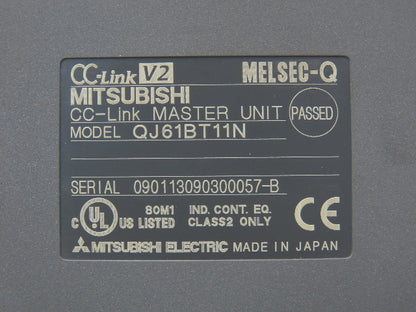 CC-Link V2 MELSEC-Q
MITSUBISHI
CC-Link MASTER UNIT PASSED
MODEL QJ61BT11N
SERIAL 090113090300057-B
C UL US LISTED 80M1 IND. CONT. EQ. CE
CLASS2 ONLY
MITSUBISHI ELECTRIC MADE IN JAPAN